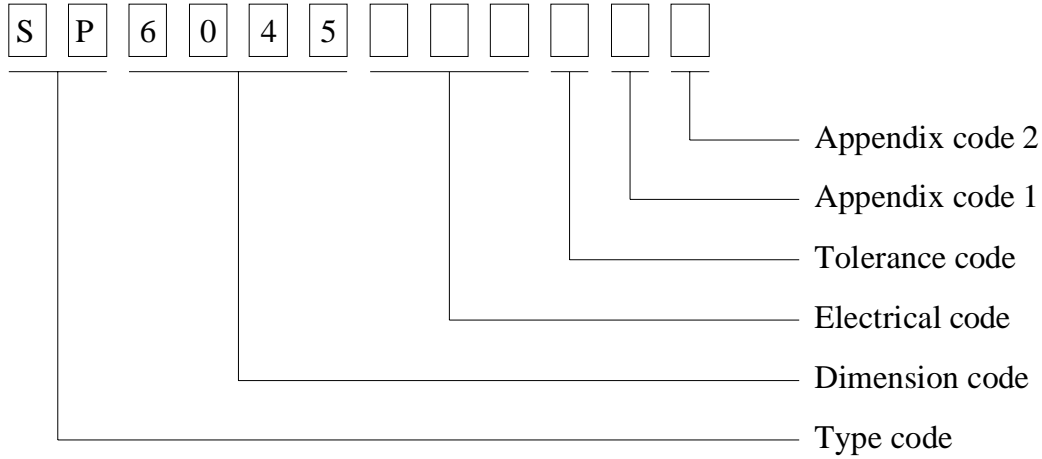 S P 6 0 4 5
Appendix code 2
Appendix code 1
Tolerance code
Electrical code
Dimension code
Type code